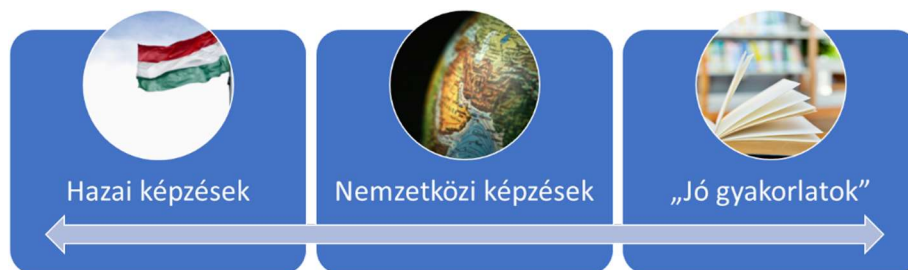 Hazai képzések
Nemzetközi képzések
„Jó gyakorlatok”